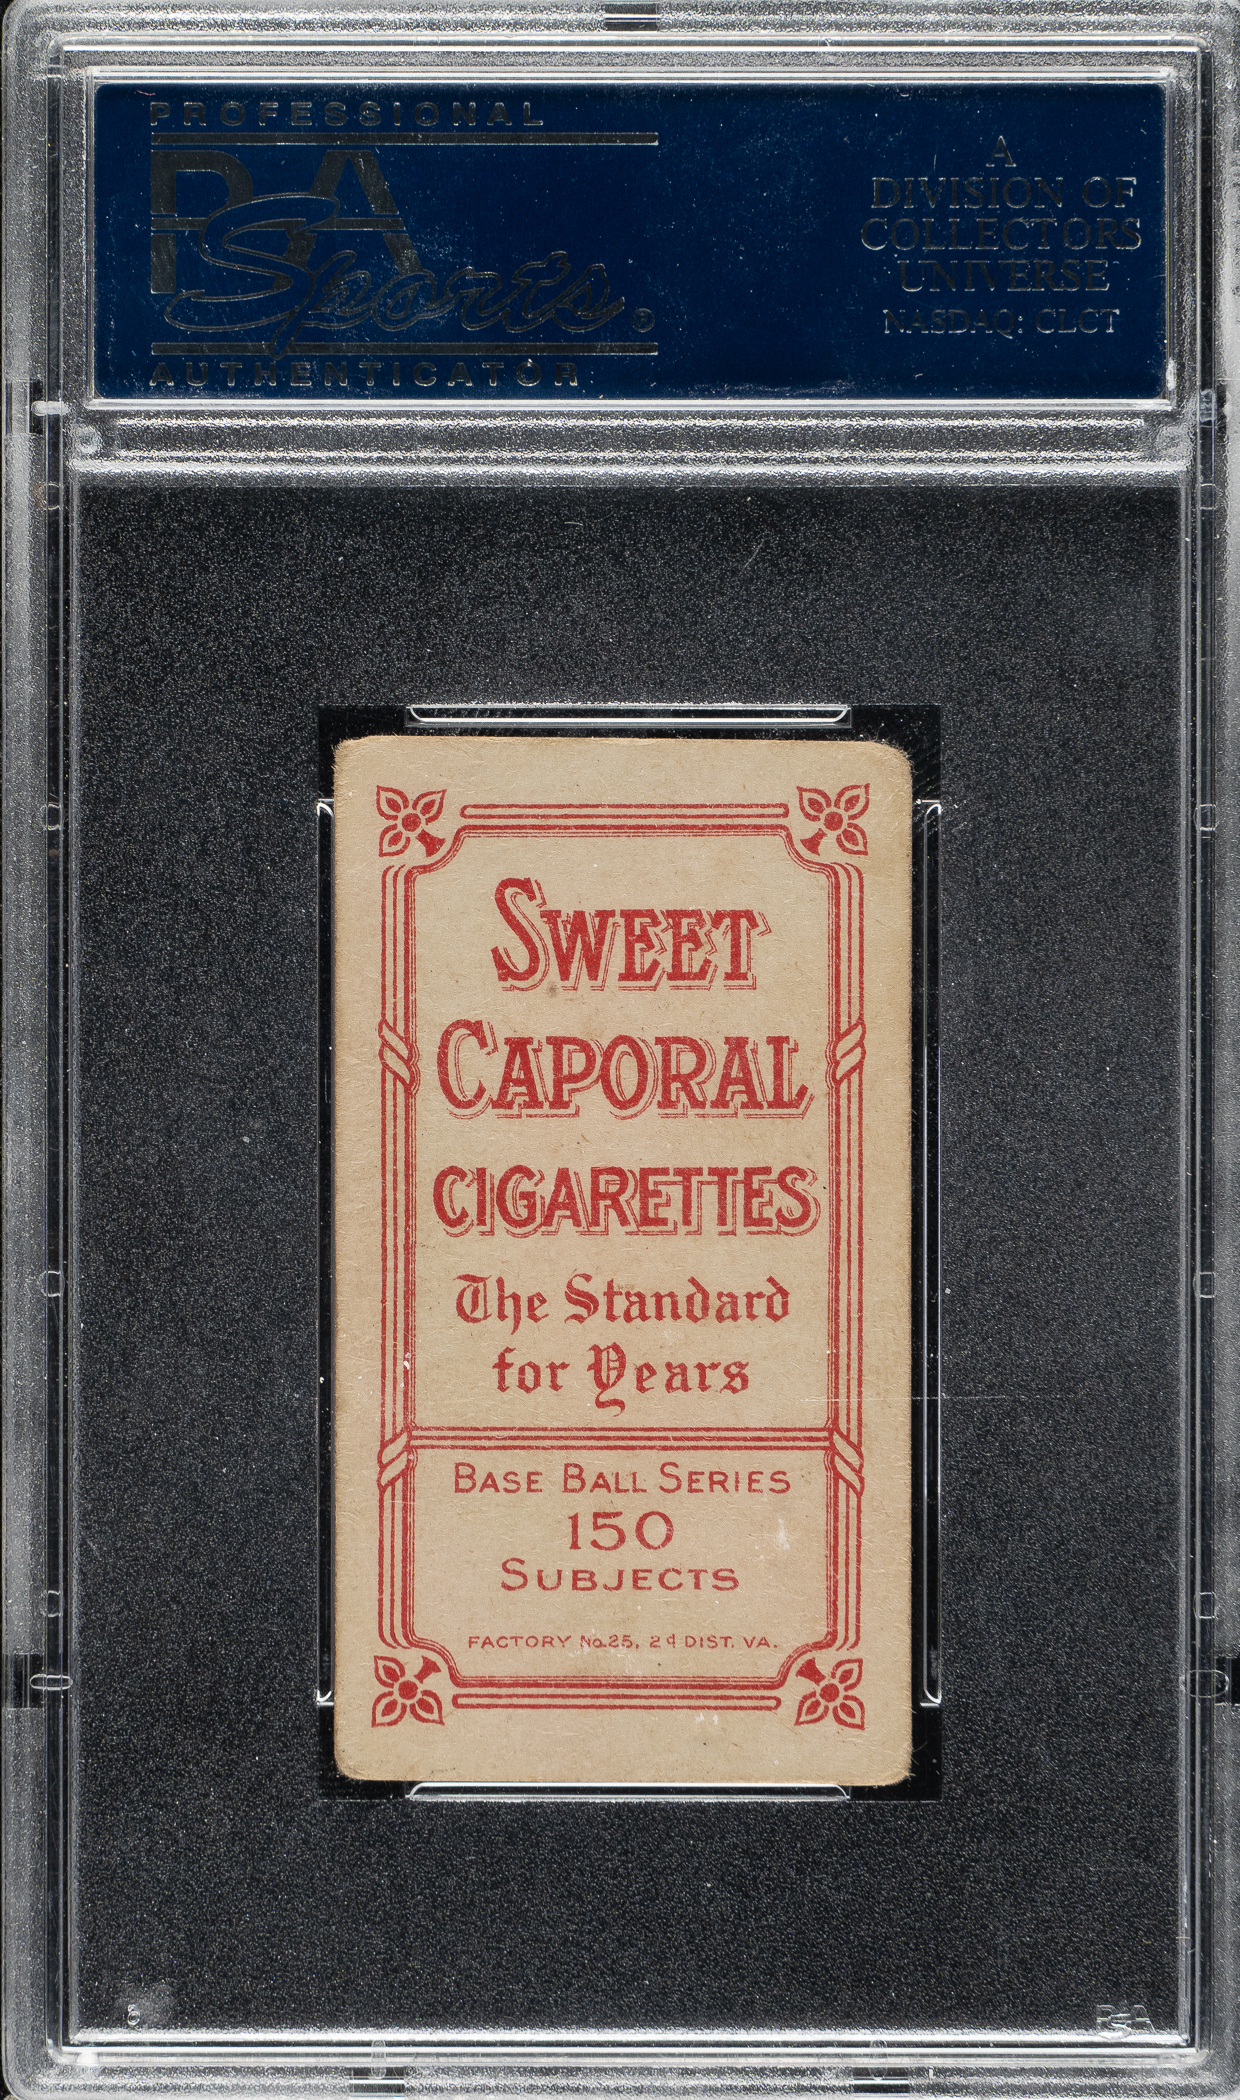 PROFESSIONAL
PSA
Sports®
AUTHENTICATOR
A
DIVISION OF
COLLECTORS
UNIVERSE
NASDAQ: CLCT
SWEET
CAPORAL
CIGARETTES
The Standard
for Years
BASE BALL SERIES
150
SUBJECTS
FACTORY No. 25, 2d DIST. VA.
PSA